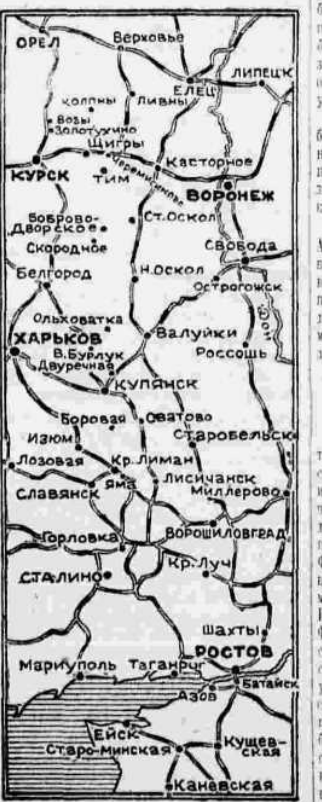 ОРЕЛ
Верховье
ЕЛЕЦ
ЛИПЕЦК
Колпны
Ливны
Возы
Золотухино
Щигры
Черемисиново
Касторное
КУРСК
Тим
ВОРОНЕЖ
Боброво-
Дворское
Ст. Оскол
Скородное
СВОБОДА
Белгород
Н. Оскол
Острогожск
Дон
Ольховатка
ХАРЬКОВ
Валуйки
В. Бурлук
Россошь
Двуречная
КУПЯНСК
Боровая
Сватово
Изюм
Старобельск
Лозовая
Кр. Лиман
Яма
Лисичанск
Славянск
Миллерово
Горловка
ВОРОШИЛОВГРАД
СТАЛИНО
Кр. Луч
Шахты
РОСТОВ
Мариуполь
Таганрог
Азов
Батайск
Ейск
Старо-Минская
Кущев-
ская
Каневская